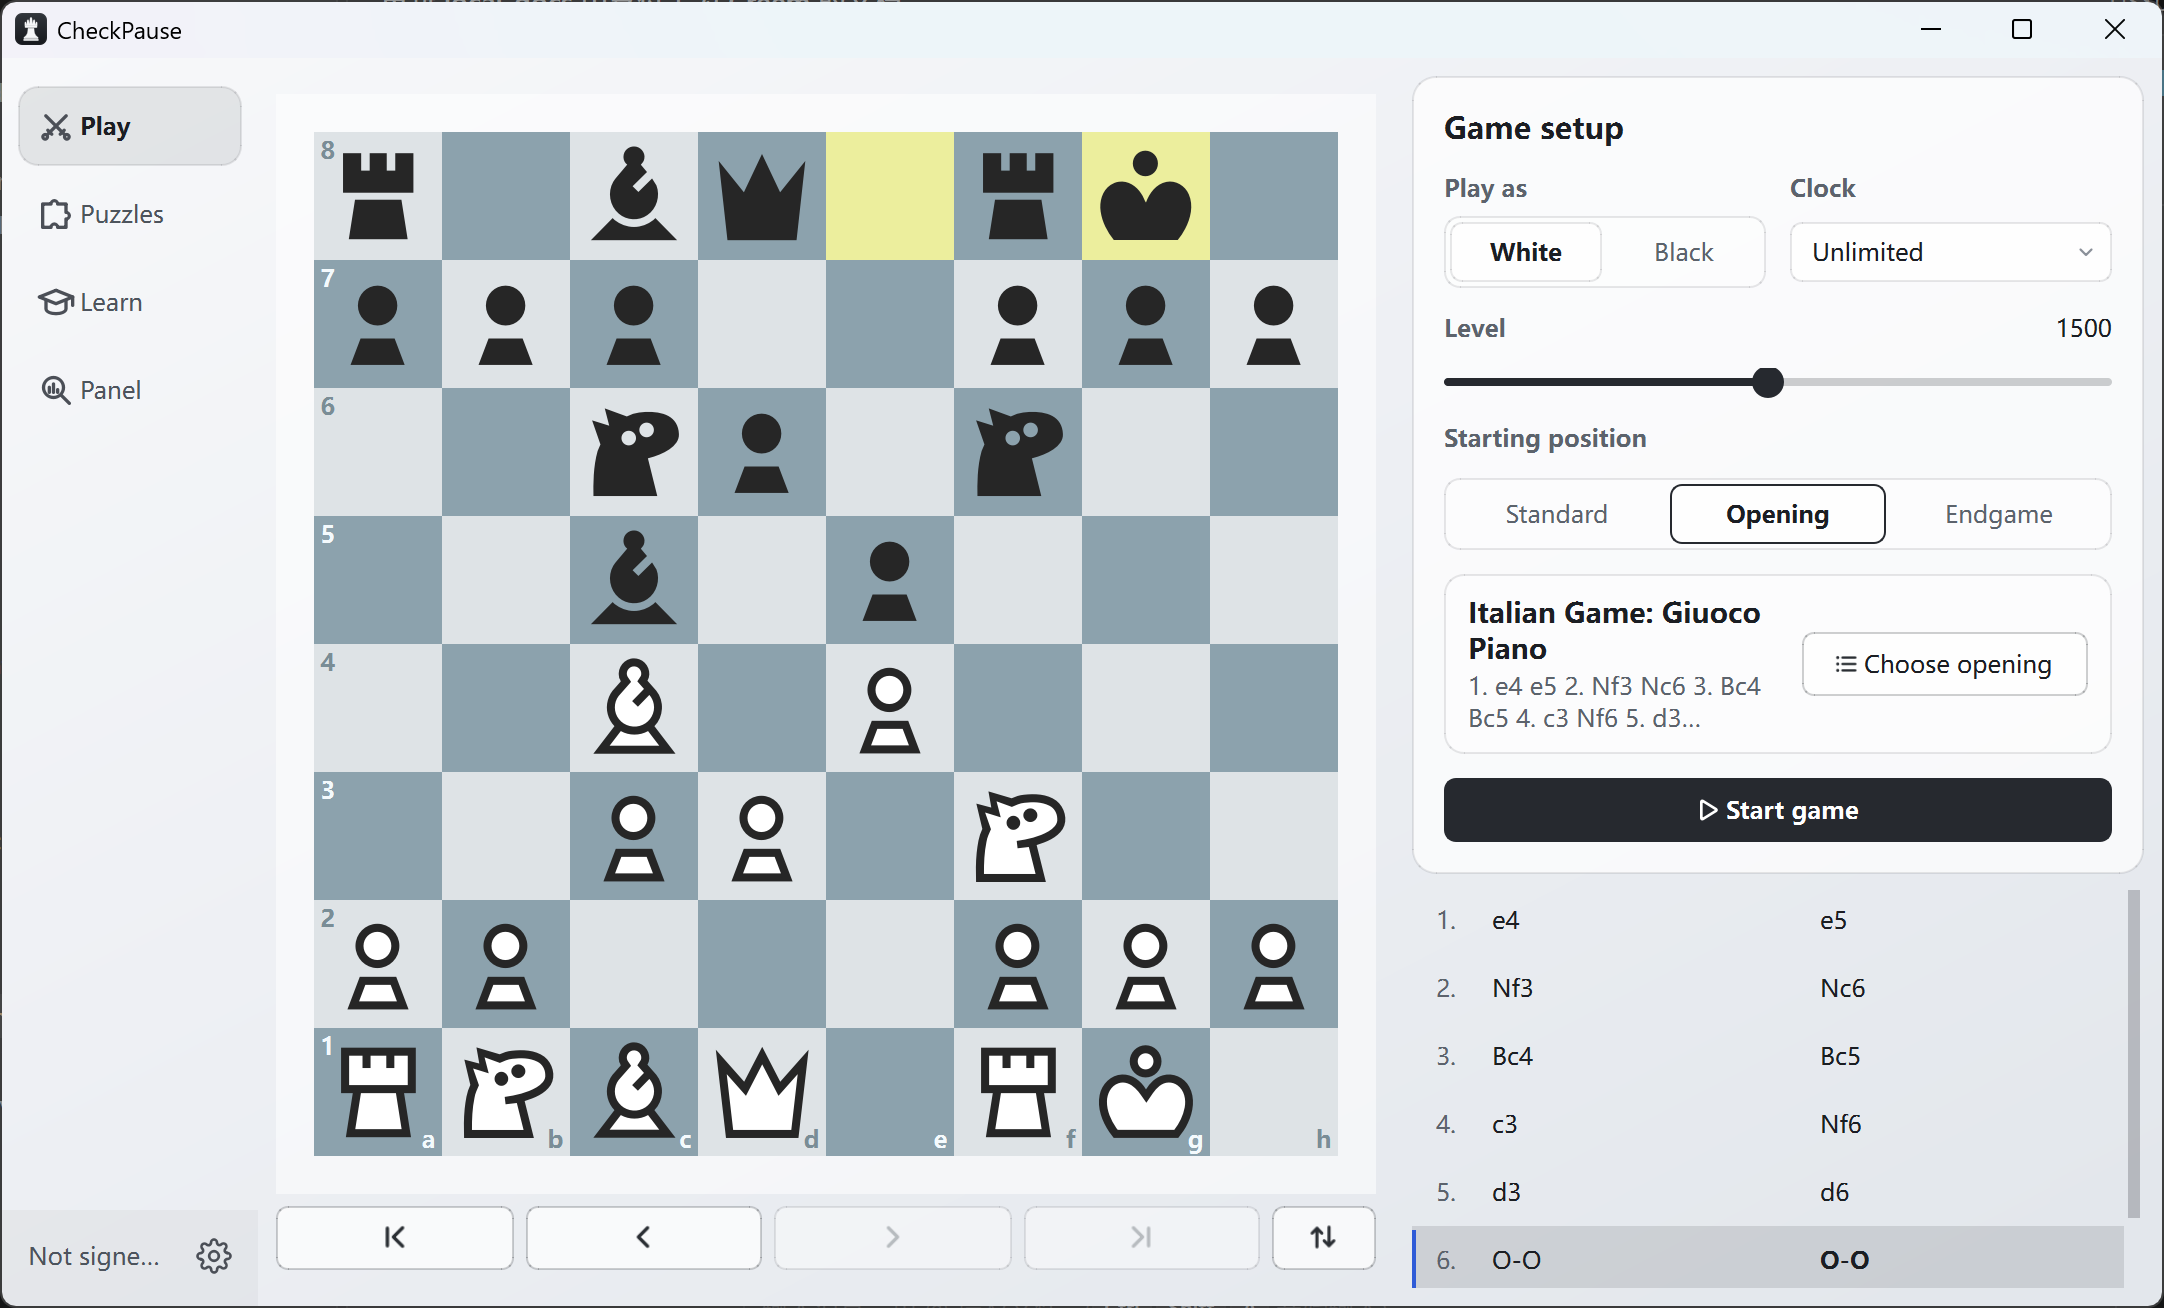 CheckPause
Play
Puzzles
Learn
Panel
Not signe...
8
7
6
5
4
3
2
1
a
b
c
d
e
f
g
h
Game setup
Play as
Clock
White
Black
Unlimited
Level
1500
Starting position
Standard
Opening
Endgame
Italian Game: Giuoco
Piano
1. e4 e5 2. Nf3 Nc6 3. Bc4
Bc5 4. c3 Nf6 5. d3...
Choose opening
Start game
1. e4 e5
2. Nf3 Nc6
3. Bc4 Bc5
4. c3 Nf6
5. d3 d6
6. O-O O-O